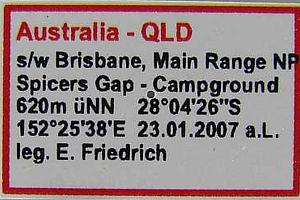 Australia - QLD
s/w Brisbane, Main Range NP
Spicers Gap - Campground
620m üNN 28°04'26"S
152°25'38'E 23.01.2007 a.L.
leg. E. Friedrich